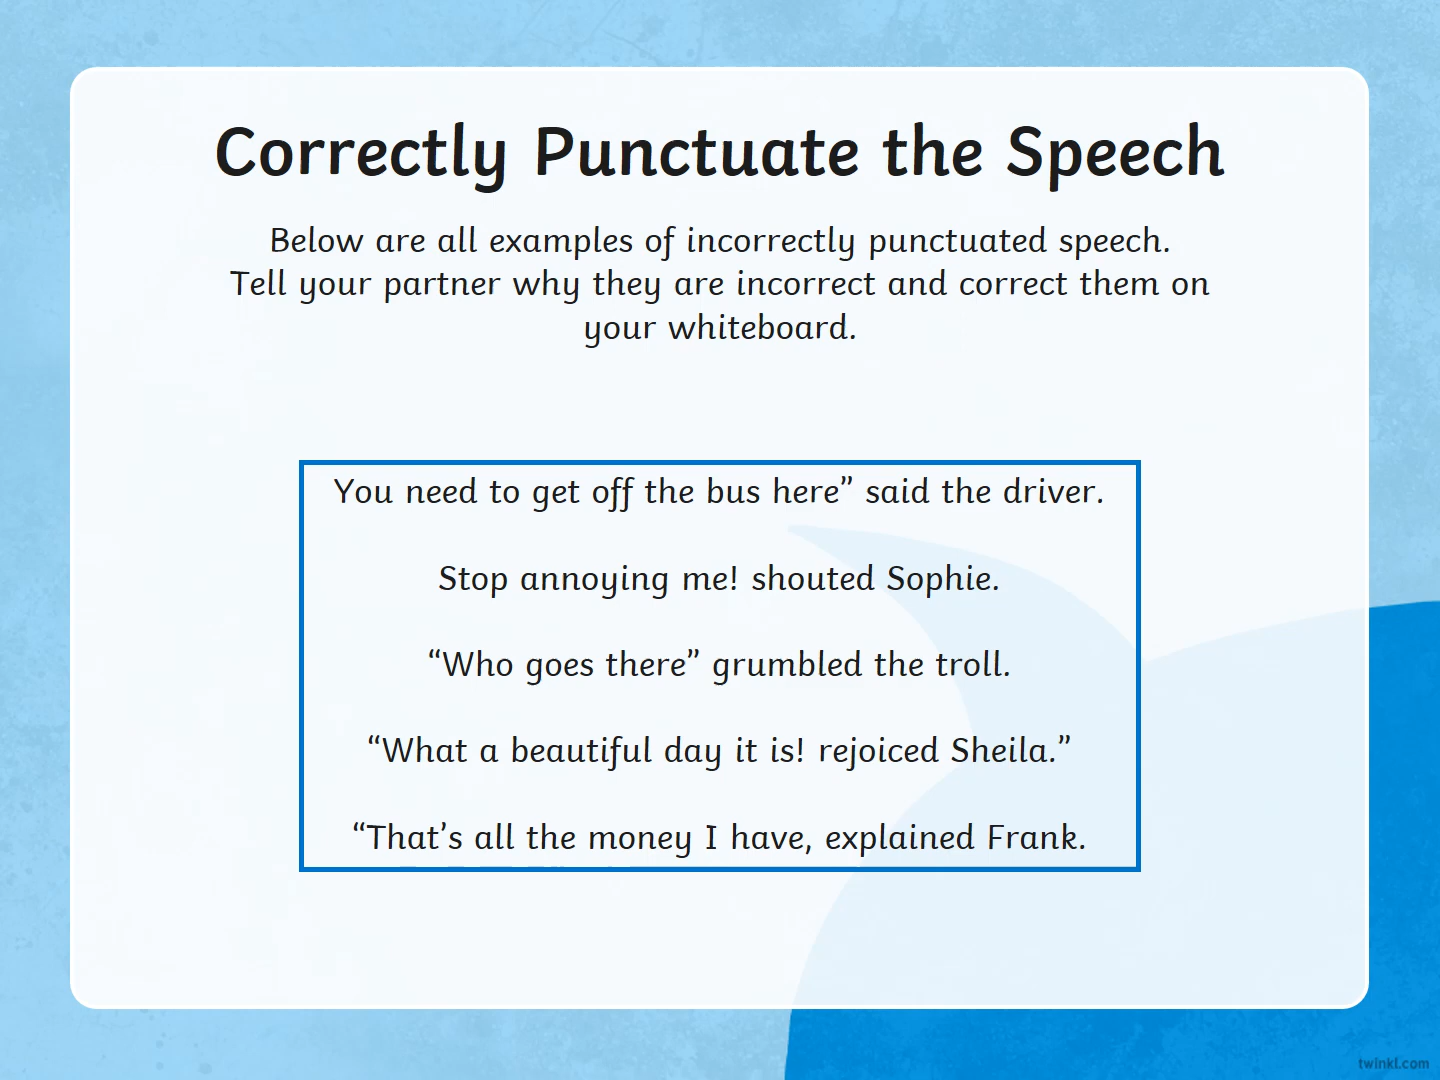 Correctly Punctuate the Speech
Below are all examples of incorrectly punctuated speech.
Tell your partner why they are incorrect and correct them on
your whiteboard.
You need to get off the bus here” said the driver.
Stop annoying me! shouted Sophie.
“Who goes there” grumbled the troll.
“What a beautiful day it is! rejoiced Sheila.”
“That’s all the money I have, explained Frank.
twinkl.com